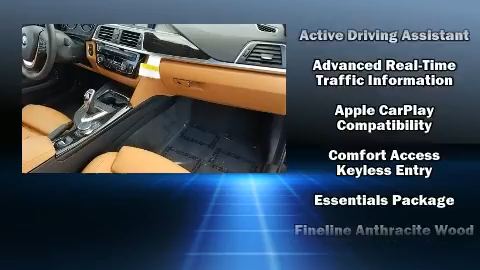 Active Driving Assistant
Advanced Real-Time
Traffic Information
Apple CarPlay
Compatibility
Comfort Access
Keyless Entry
Essentials Package
Fineline Anthracite Wood